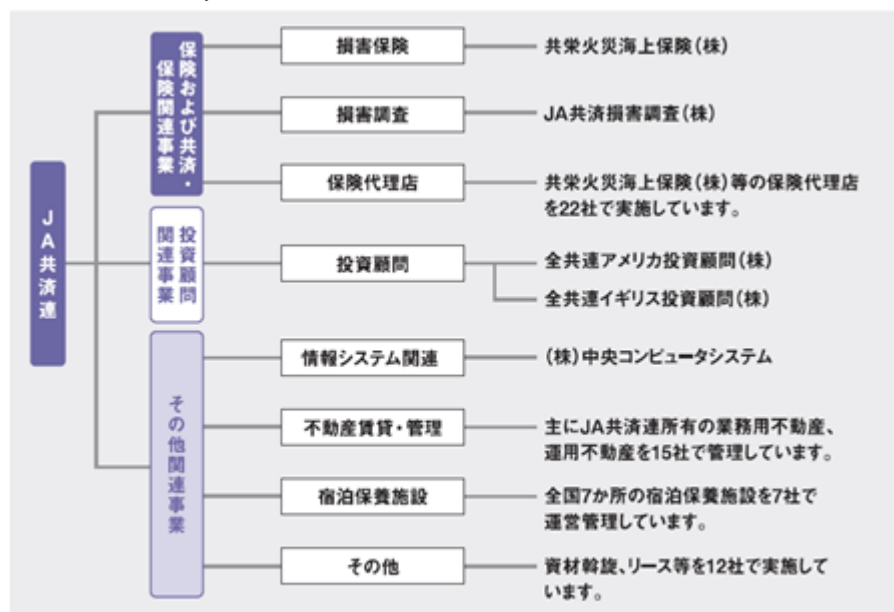 JA共済連
保険および共済・
保険関連事業
損害保険
共栄火災海上保険(株)
損害調査
JA共済損害調査(株)
保険代理店
共栄火災海上保険(株)等の保険代理店
を22社で実施しています。
投資顧問
関連事業
投資顧問
全共連アメリカ投資顧問(株)
全共連イギリス投資顧問(株)
その他関連事業
情報システム関連
(株)中央コンピュータシステム
不動産賃貸・管理
主にJA共済連所有の業務用不動産、
運用不動産を15社で管理しています。
宿泊保養施設
全国7か所の宿泊保養施設を7社で
運営管理しています。
その他
資材斡旋、リース等を12社で実施して
います。